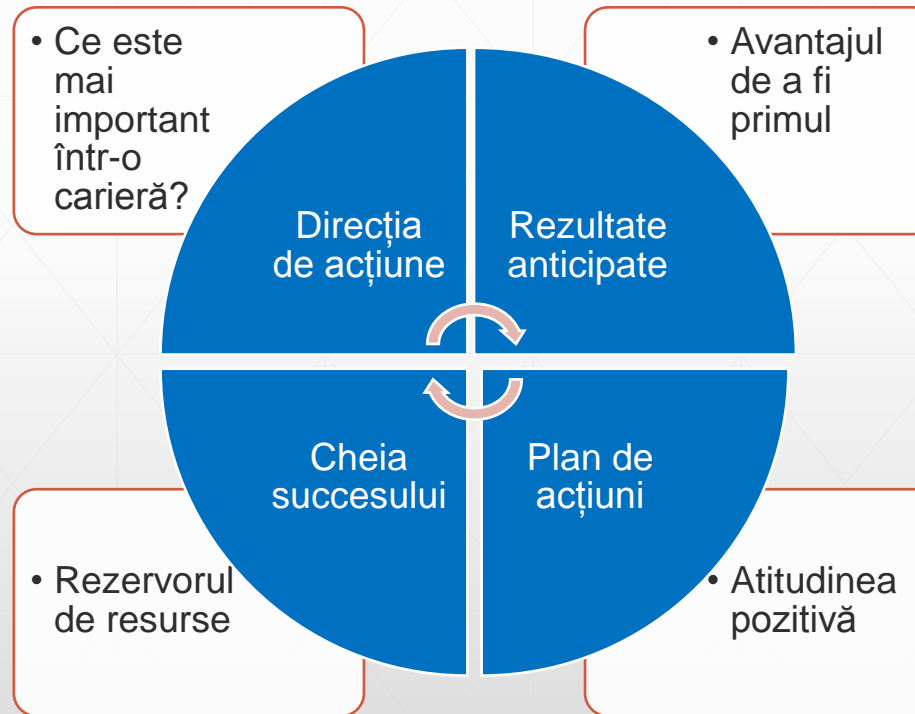 • Ce este
mai
important
într-o
carieră?
• Avantajul
de a fi
primul
Direcția
de acțiune
Rezultate
anticipate
Cheia
succesului
Plan de
acțiuni
• Rezervorul
de resurse
• Atitudinea
pozitivă